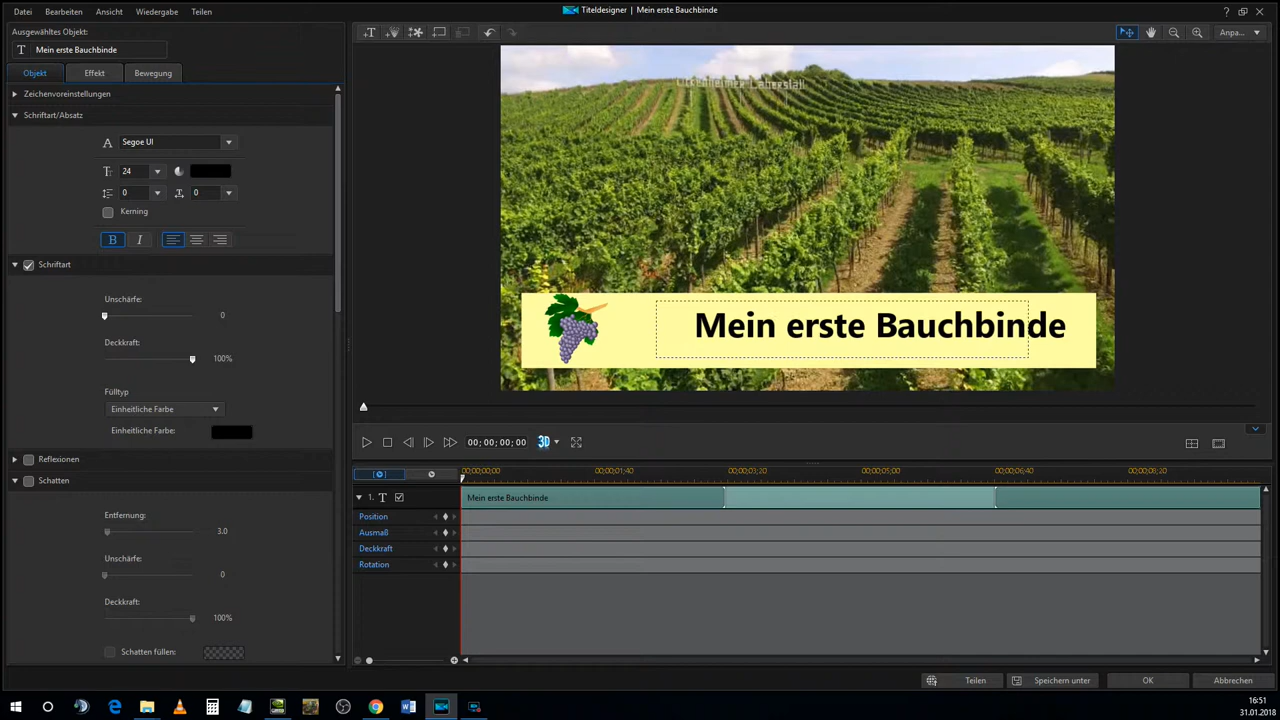 Datei Bearbeiten Ansicht Wiedergabe Teilen
Titeldesigner | Mein erste Bauchbinde
?
Ausgewähltes Objekt:
T Mein erste Bauchbinde
Anpa...
Objekt Effekt Bewegung
Zeichenvoreinstellungen
Schriftart/Absatz
Segoe UI
24
0 0
Kerning
B I
Schriftart
Unschärfe:
0
Deckkraft:
100%
Fülltyp
Einheitliche Farbe
Einheitliche Farbe:
Reflexionen
Schatten
Entfernung:
3.0
Unschärfe:
0
Deckkraft:
100%
Schatten füllen:
Mein erste Bauchbinde
00;00;00;00 3D
00;00;00;00 00;00;01;40 00;00;03;20 00;00;05;00 00;00;06;40 00;00;08;20
1. T Mein erste Bauchbinde
Position
Ausmaß
Deckkraft
Rotation
Teilen Speichern unter OK Abbrechen
16:51
31.01.2018